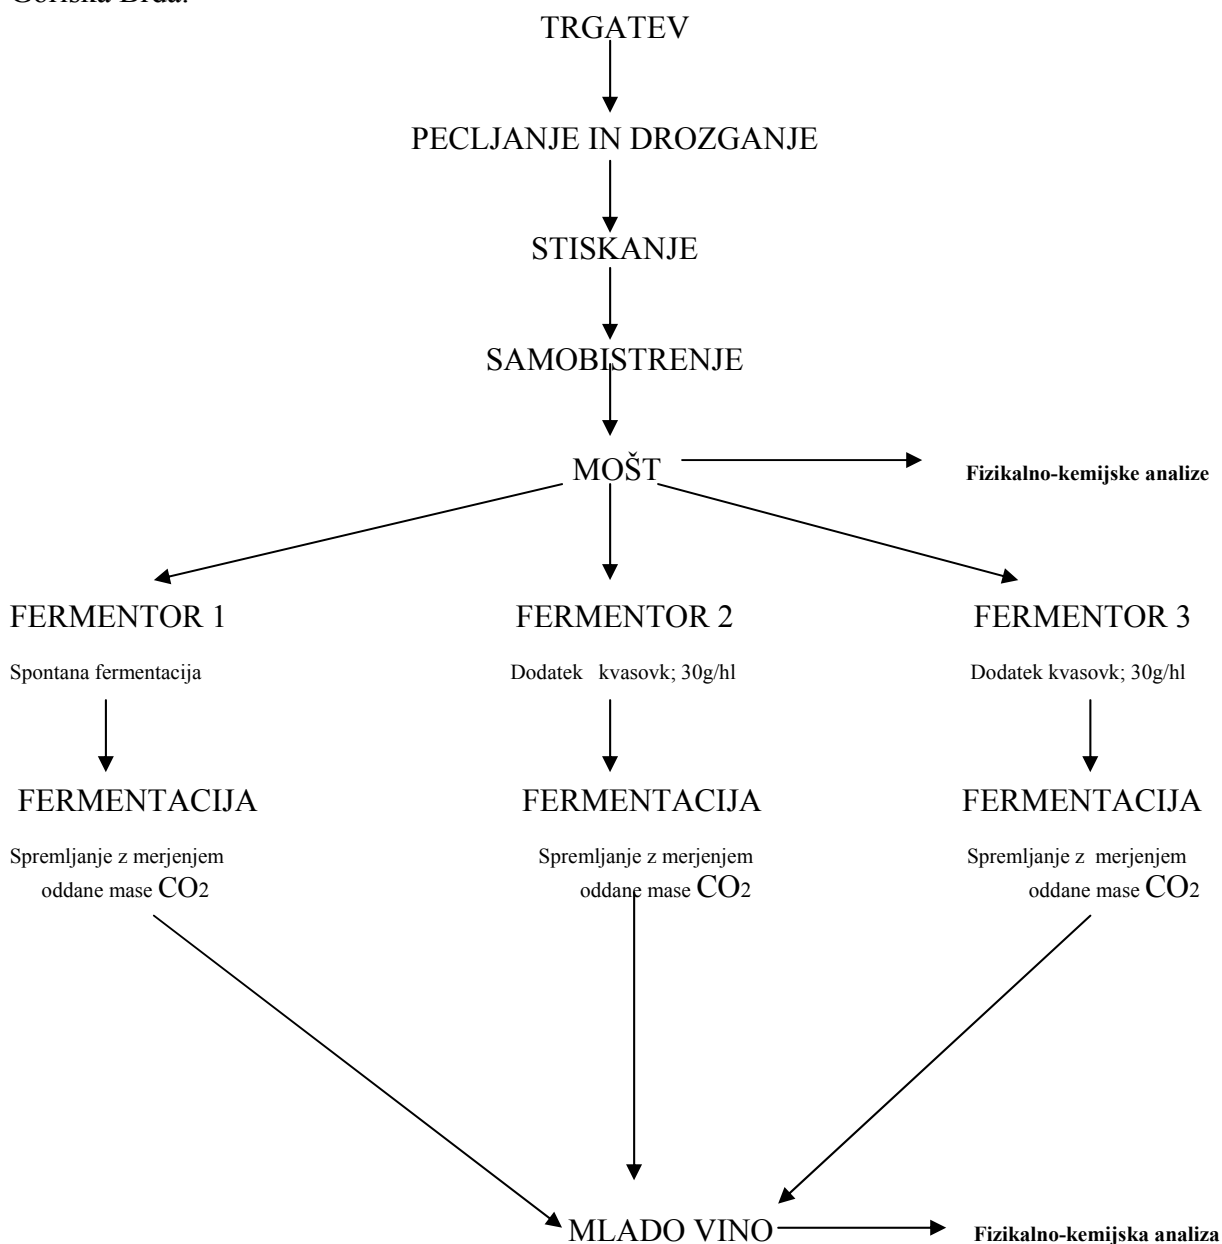 Goriška Brda.
TRGATEV
PECLJANJE IN DROZGANJE
STISKANJE
SAMOBISTRENJE
MOŠT
Fizikalno-kemijske analize
FERMENTOR 1 FERMENTOR 2 FERMENTOR 3
Spontana fermentacija Dodatek kvasovk; 30g/hl Dodatek kvasovk; 30g/hl
FERMENTACIJA FERMENTACIJA FERMENTACIJA
Spremljanje z merjenjem Spremljanje z merjenjem Spremljanje z merjenjem
oddane mase CO2 oddane mase CO2 oddane mase CO2
MLADO VINO Fizikalno-kemijska analiza